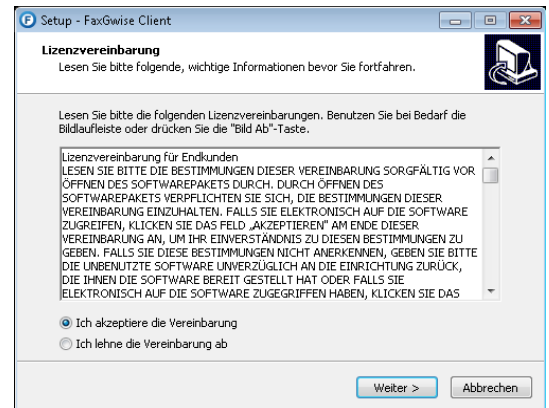 Setup - FaxGwise Client
Lizenzvereinbarung
Lesen Sie bitte folgende, wichtige Informationen bevor Sie fortfahren.
Lesen Sie bitte die folgenden Lizenzvereinbarungen. Benutzen Sie bei Bedarf die
Bildlaufleiste oder drücken Sie die "Bild Ab"-Taste.
Lizenzvereinbarung für Endkunden
LESEN SIE BITTE DIE BESTIMMUNGEN DIESER VEREINBARUNG SORGFÄLTIG VOR
ÖFFNEN DES SOFTWAREPAKETS DURCH. DURCH ÖFFNEN DES
SOFTWAREPAKETS VERPFLICHTEN SIE SICH, DIE BESTIMMUNGEN DIESER
VEREINBARUNG EINZUHALTEN. FALLS SIE ELEKTRONISCH AUF DIE SOFTWARE
ZUGREIFEN, KLICKEN SIE DAS FELD „AKZEPTIEREN" AM ENDE DIESER
VEREINBARUNG AN, UM IHR EINVERSTÄNDNIS ZU DIESEN BESTIMMUNGEN ZU
GEBEN. FALLS SIE DIESE BESTIMMUNGEN NICHT ANERKENNEN, GEBEN SIE BITTE
DIE UNBENUTZTE SOFTWARE UNVERZÜGLICH AN DIE EINRICHTUNG ZURÜCK,
DIE IHNEN DIE SOFTWARE BEREIT GESTELLT HAT ODER FALLS SIE
ELEKTRONISCH AUF DIE SOFTWARE ZUGEGRIFFEN HABEN, KLICKEN SIE DAS
Ich akzeptiere die Vereinbarung
Ich lehne die Vereinbarung ab
Weiter >
Abbrechen